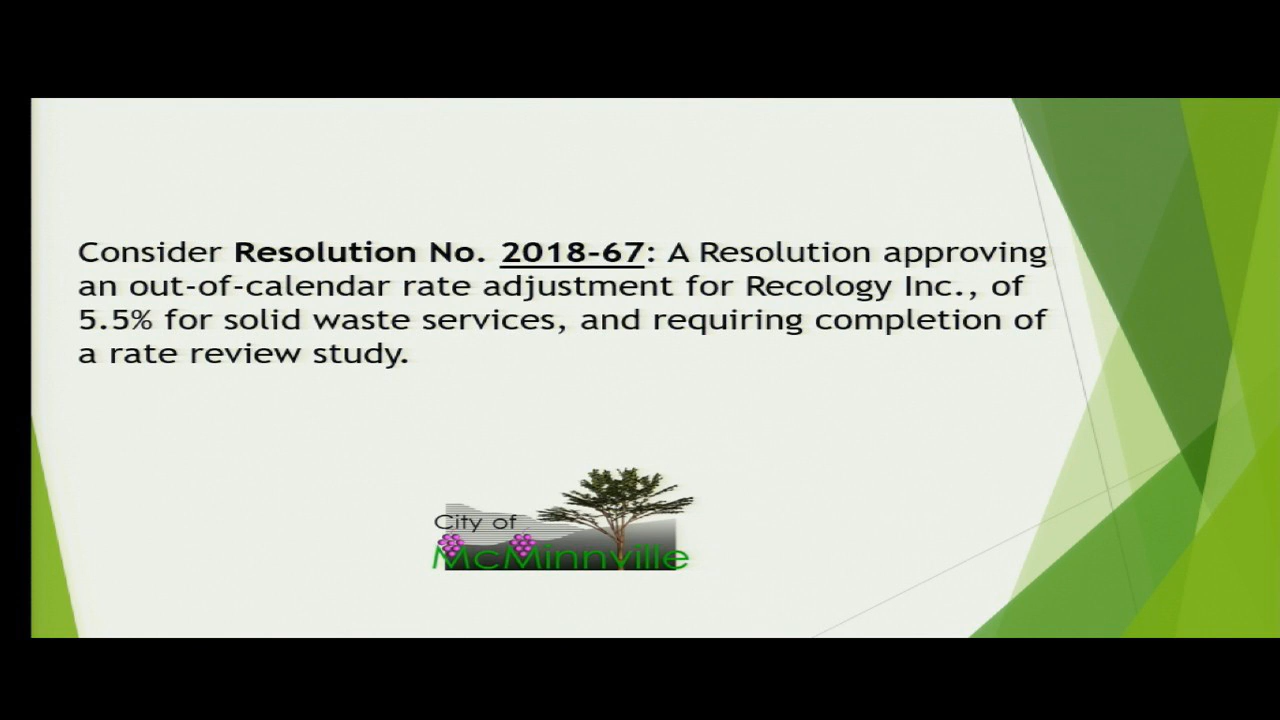 Consider Resolution No. 2018-67: A Resolution approving
an out-of-calendar rate adjustment for Recology Inc., of
5.5% for solid waste services, and requiring completion of
a rate review study.
City of
McMinnville